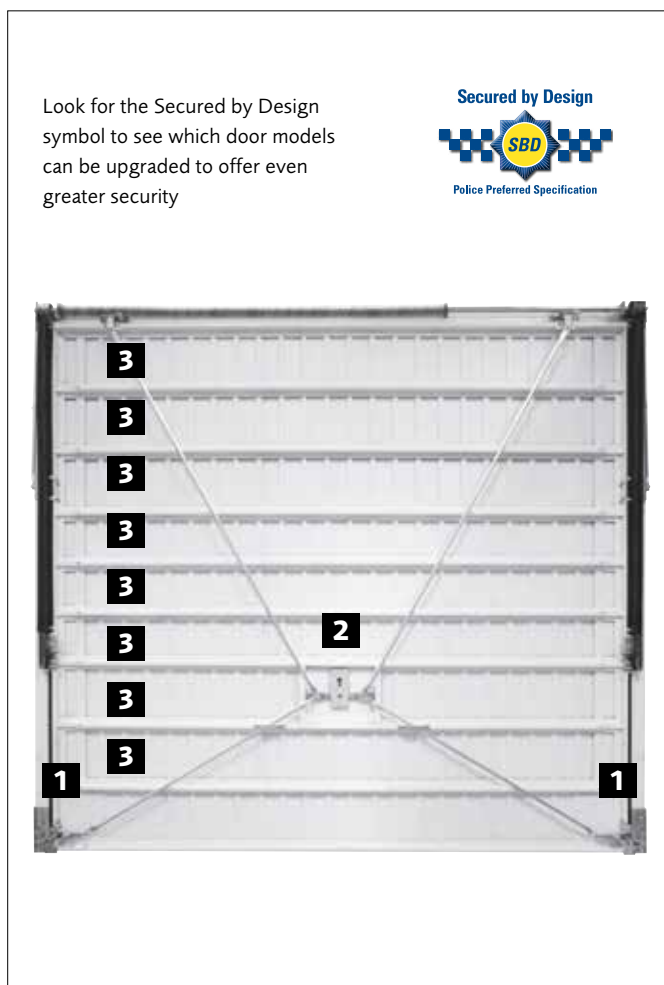 Look for the Secured by Design
symbol to see which door models
can be upgraded to offer even
greater security
Secured by Design
SBD
Police Preferred Specification
3
3
3
3
3
2
3
3
3
1 1